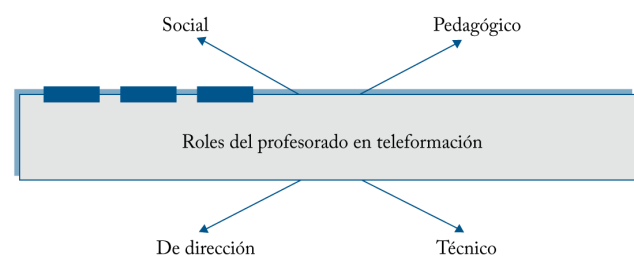 Social
Pedagógico
Roles del profesorado en teleformación
De dirección
Técnico